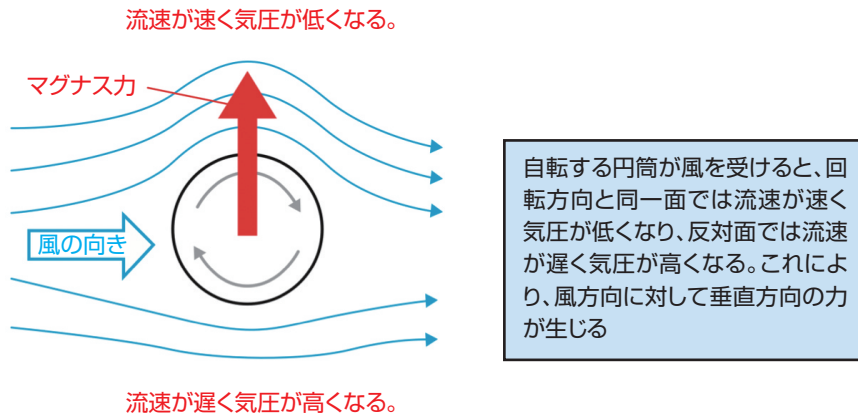 流速が速く気圧が低くなる。
マグナス力
風の向き
自転する円筒が風を受けると、回
転方向と同一面では流速が速く
気圧が低くなり、反対面では流速
が遅く気圧が高くなる。これによ
り、風方向に対して垂直方向の力
が生じる
流速が遅く気圧が高くなる。